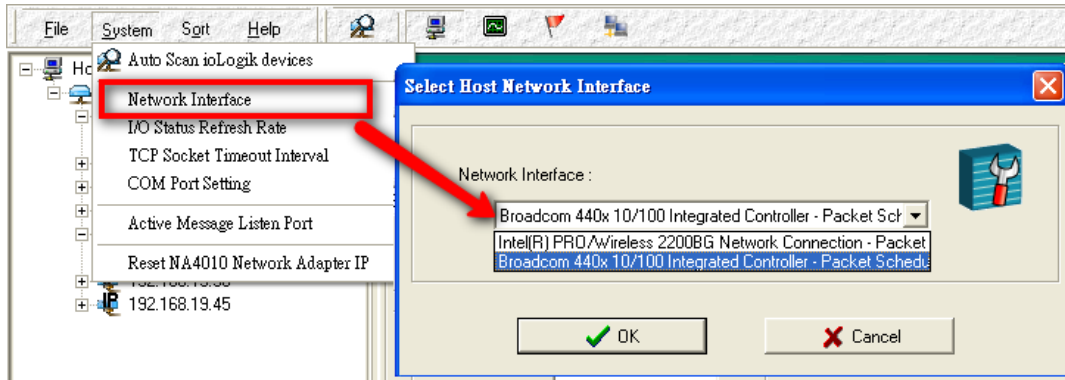 File System Sort Help
Ho
Auto Scan ioLogik devices
Network Interface
I/O Status Refresh Rate
TCP Socket Timeout Interval
COM Port Setting
Active Message Listen Port
Reset NA4010 Network Adapter IP
192.168.19.45
Select Host Network Interface
Network Interface :
Broadcom 440x 10/100 Integrated Controller - Packet Sch
Intel(R) PRO/Wireless 2200BG Network Connection - Packet
Broadcom 440x 10/100 Integrated Controller - Packet Schedu
OK
Cancel